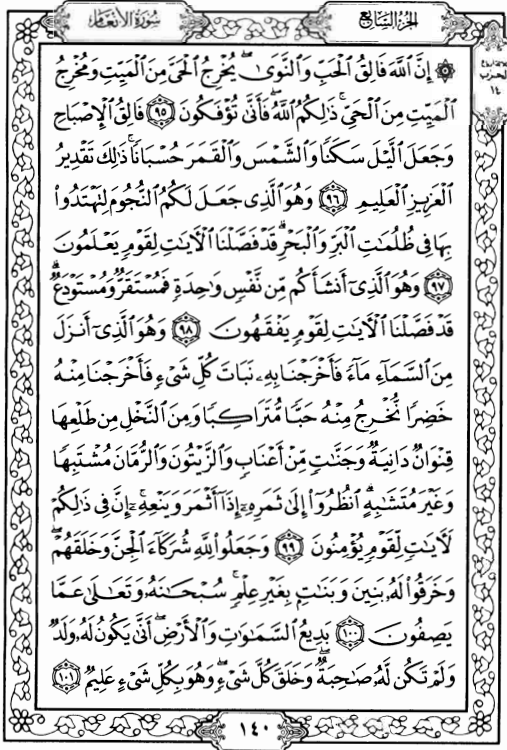 الجزء السابع
سورة الأنعام
۞ إِنَّ ٱللَّهَ فَالِقُ ٱلْحَبِّ وَٱلنَّوَىٰ ۖ يُخْرِجُ ٱلْحَىَّ مِنَ ٱلْمَيِّتِ وَمُخْرِجُ
ٱلْمَيِّتِ مِنَ ٱلْحَىِّ ۚ ذَٰلِكُمُ ٱللَّهُ ۖ فَأَنَّىٰ تُؤْفَكُونَ ٩٥ فَالِقُ ٱلْإِصْبَاحِ
وَجَعَلَ ٱلَّيْلَ سَكَنًا وَٱلشَّمْسَ وَٱلْقَمَرَ حُسْبَانًا ۚ ذَٰلِكَ تَقْدِيرُ
ٱلْعَزِيزِ ٱلْعَلِيمِ ٩٦ وَهُوَ ٱلَّذِى جَعَلَ لَكُمُ ٱلنُّجُومَ لِتَهْتَدُوا۟
بِهَا فِى ظُلُمَٰتِ ٱلْبَرِّ وَٱلْبَحْرِ ۗ قَدْ فَصَّلْنَا ٱلْءَايَٰتِ لِقَوْمٍ يَعْلَمُونَ
٩٧ وَهُوَ ٱلَّذِىٓ أَنشَأَكُم مِّن نَّفْسٍ وَٰحِدَةٍ فَمُسْتَقَرٌّ وَمُسْتَوْدَعٌ ۗ
قَدْ فَصَّلْنَا ٱلْءَايَٰتِ لِقَوْمٍ يَفْقَهُونَ ٩٨ وَهُوَ ٱلَّذِىٓ أَنزَلَ
مِنَ ٱلسَّمَآءِ مَآءً فَأَخْرَجْنَا بِهِۦ نَبَاتَ كُلِّ شَىْءٍ فَأَخْرَجْنَا مِنْهُ
خَضِرًا نُّخْرِجُ مِنْهُ حَبًّا مُّتَرَاكِبًا وَمِنَ ٱلنَّخْلِ مِن طَلْعِهَا
قِنْوَانٌ دَانِيَةٌ وَجَنَّٰتٍ مِّنْ أَعْنَابٍ وَٱلزَّيْتُونَ وَٱلرُّمَّانَ مُشْتَبِهًا
وَغَيْرَ مُتَشَٰبِهٍ ۗ ٱنظُرُوٓا۟ إِلَىٰ ثَمَرِهِۦٓ إِذَآ أَثْمَرَ وَيَنْعِهِۦٓ ۚ إِنَّ فِى ذَٰلِكُمْ
لَءَايَٰتٍ لِّقَوْمٍ يُؤْمِنُونَ ٩٩ وَجَعَلُوا۟ لِلَّهِ شُرَكَآءَ ٱلْجِنَّ وَخَلَقَهُمْ ۖ
وَخَرَقُوا۟ لَهُۥ بَنِينَ وَبَنَٰتٍۭ بِغَيْرِ عِلْمٍ ۚ سُبْحَٰنَهُۥ وَتَعَٰلَىٰ عَمَّا
يَصِفُونَ ١٠٠ بَدِيعُ ٱلسَّمَٰوَٰتِ وَٱلْأَرْضِ ۖ أَنَّىٰ يَكُونُ لَهُۥ وَلَدٌ
وَلَمْ تَكُن لَّهُۥ صَٰحِبَةٌ ۖ وَخَلَقَ كُلَّ شَىْءٍ ۖ وَهُوَ بِكُلِّ شَىْءٍ عَلِيمٌ ١٠١
الحزب
١٤
١٤٠